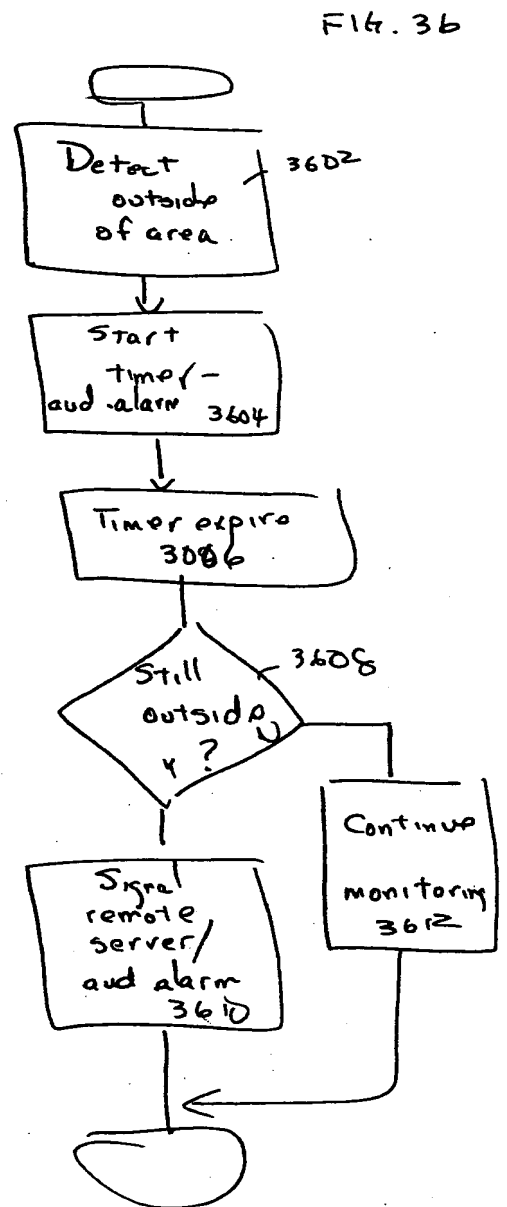 FIG. 36
Detect
3602
outside
of area
Start
timer -
aud alarm 3604
Timer expire
3606
Still
3608
outside
y ? N
Continue
monitoring
3612
Signal
remote
server/
aud alarm
3610